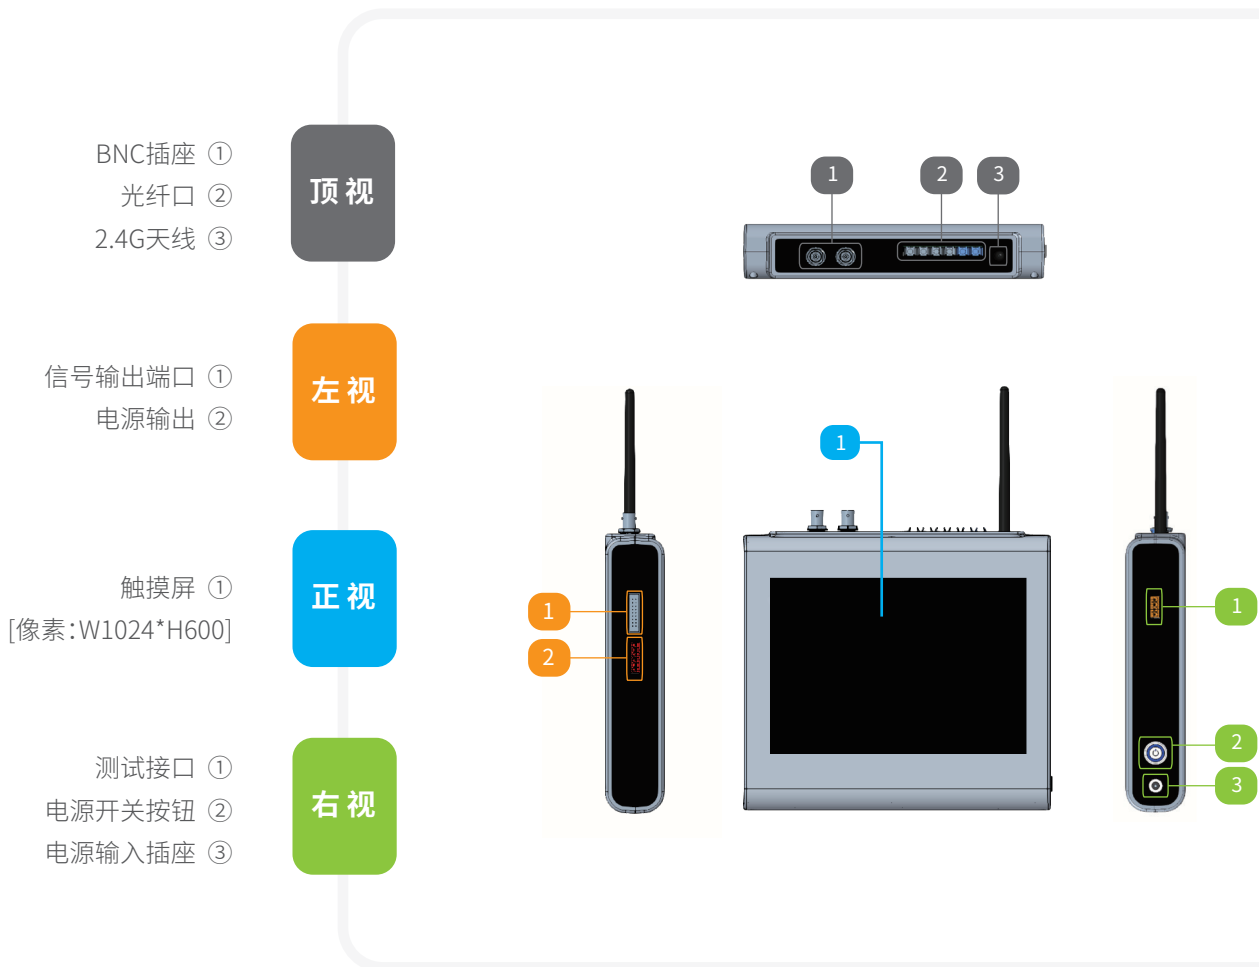 BNC插座 ①
光纤口 ②
2.4G天线 ③
顶视
1
2
3
信号输出端口 ①
电源输出 ②
左视
触摸屏 ①
[像素:W1024*H600]
正视
测试接口 ①
电源开关按钮 ②
电源输入插座 ③
右视
1
2
1
1
2
3